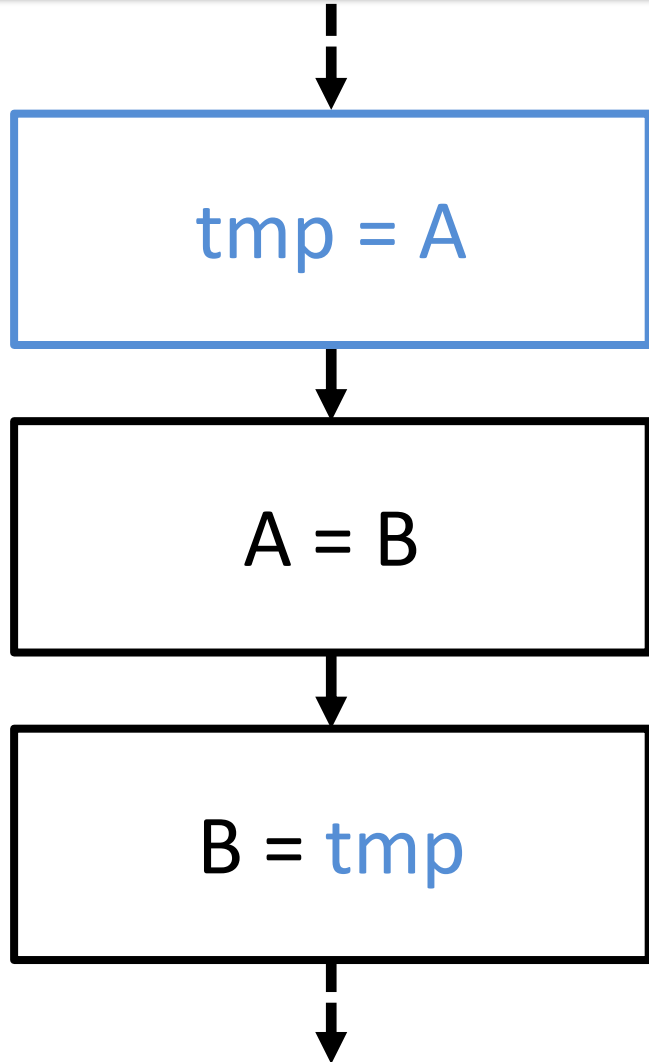 tmp = A
A = B
B = tmp